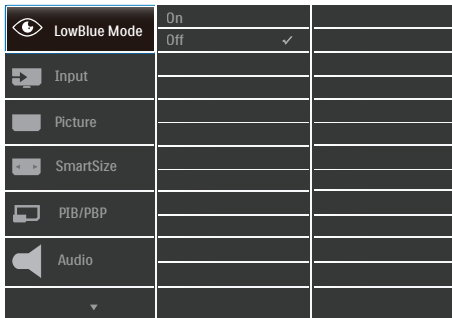 LowBlue Mode
On
Off
Input
Picture
SmartSize
PIB/PBP
Audio